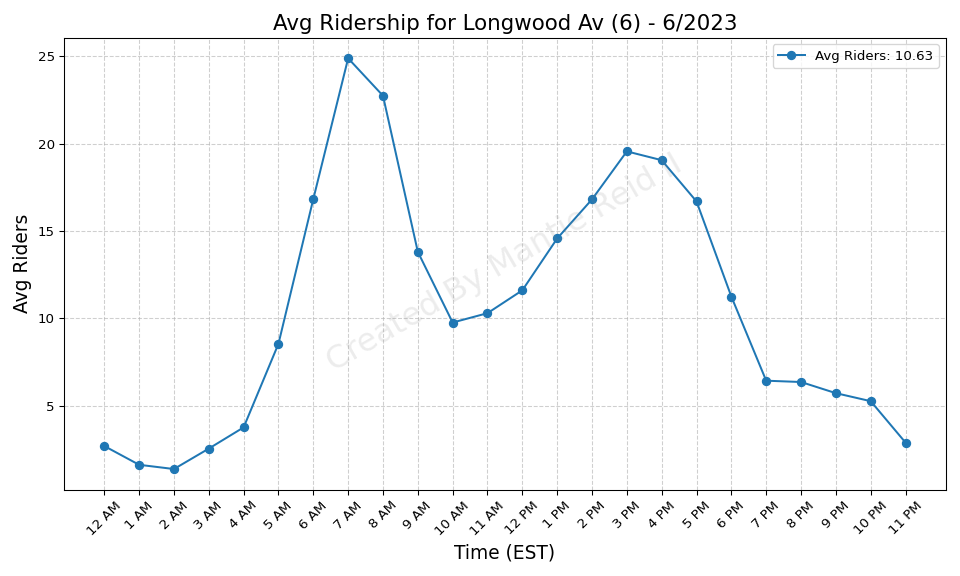 Avg Ridership for Longwood Av (6) - 6/2023
Avg Riders: 10.63
25
20
15
10
5
Avg Riders
Created By Mantie Reid II
12 AM
1 AM
2 AM
3 AM
4 AM
5 AM
6 AM
7 AM
8 AM
9 AM
10 AM
11 AM
12 PM
1 PM
2 PM
3 PM
4 PM
5 PM
6 PM
7 PM
8 PM
9 PM
10 PM
11 PM
Time (EST)